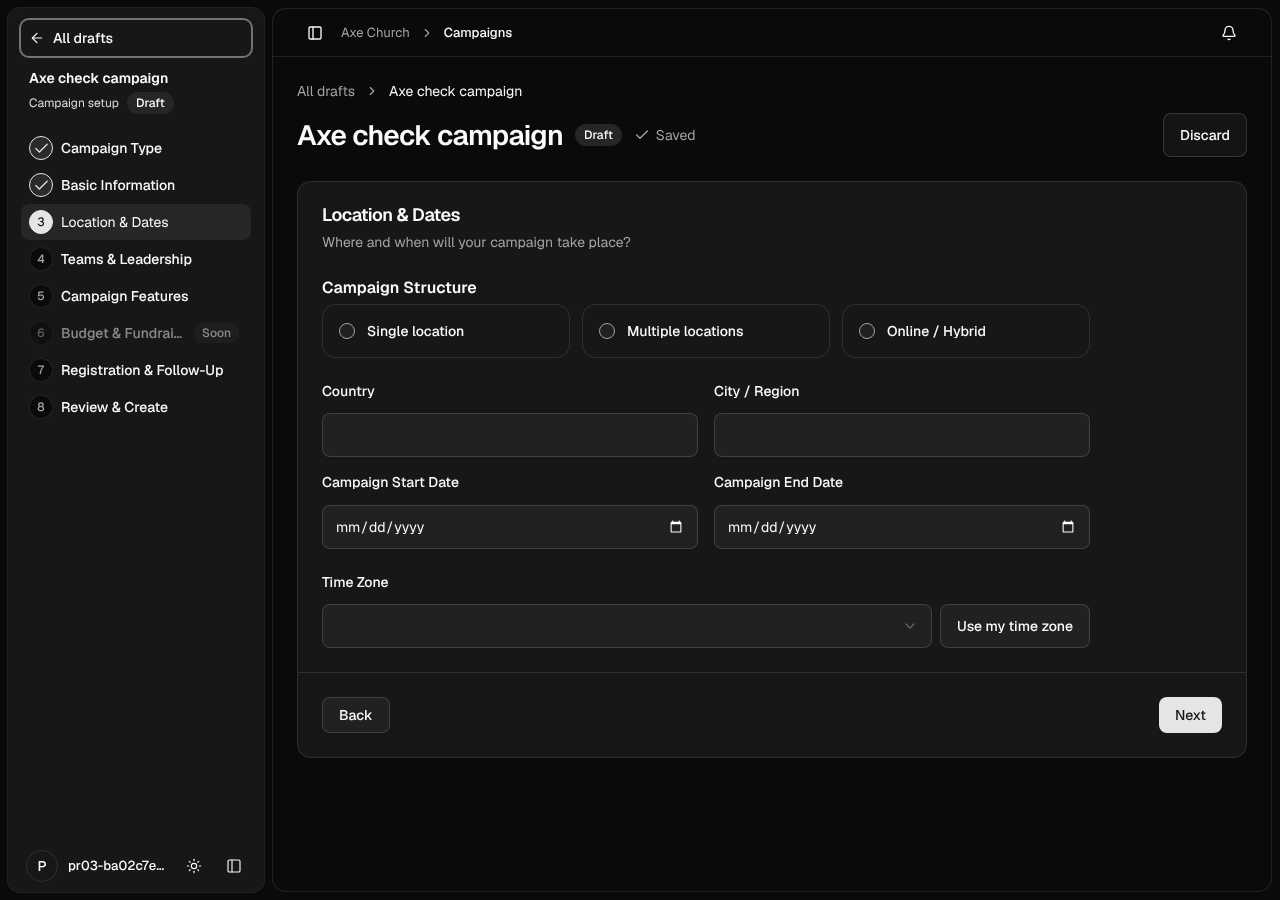 All drafts
Axe check campaign
Campaign setup Draft
Campaign Type
Basic Information
3 Location & Dates
4 Teams & Leadership
5 Campaign Features
6 Budget & Fundrai... Soon
7 Registration & Follow-Up
8 Review & Create
P pr03-ba02c7e...
Axe Church > Campaigns
All drafts > Axe check campaign
Axe check campaign Draft Saved
Discard
Location & Dates
Where and when will your campaign take place?
Campaign Structure
Single location Multiple locations Online / Hybrid
Country City / Region
Campaign Start Date Campaign End Date
mm/dd/yyyy mm/dd/yyyy
Time Zone
Use my time zone
Back Next